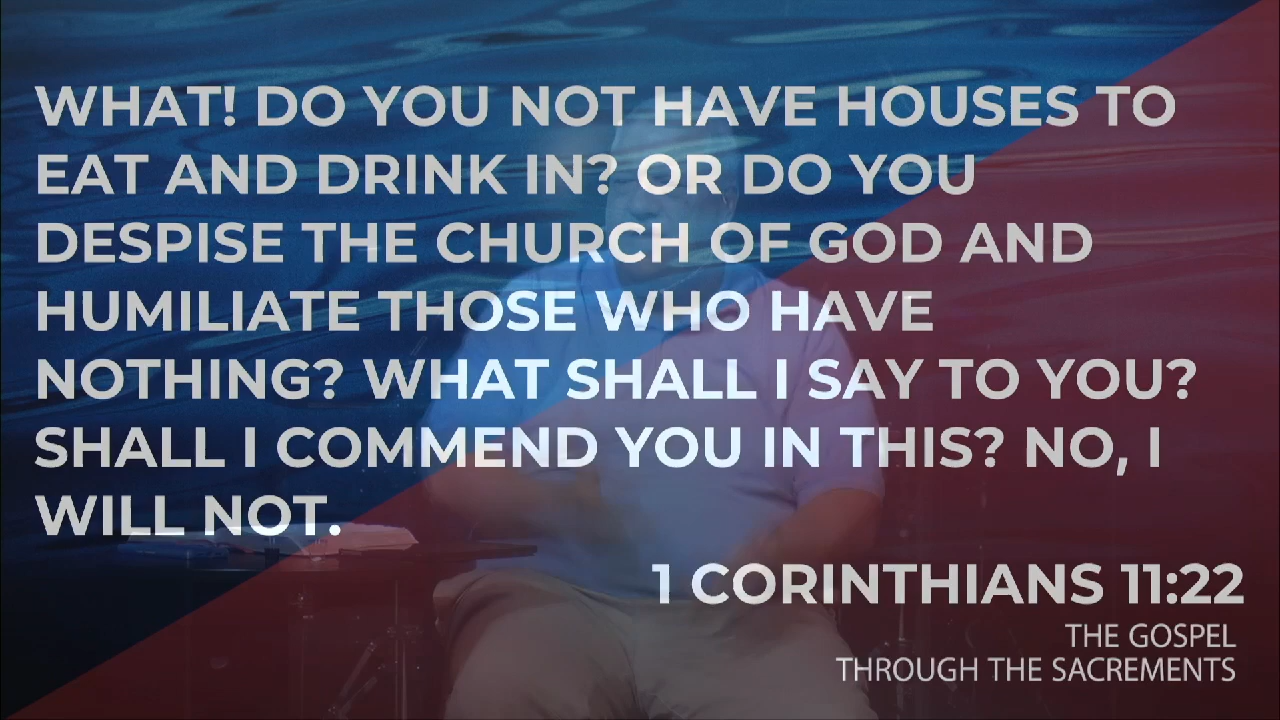 WHAT! DO YOU NOT HAVE HOUSES TO
EAT AND DRINK IN? OR DO YOU
DESPISE THE CHURCH OF GOD AND
HUMILIATE THOSE WHO HAVE
NOTHING? WHAT SHALL I SAY TO YOU?
SHALL I COMMEND YOU IN THIS? NO, I
WILL NOT.
1 CORINTHIANS 11:22
THE GOSPEL
THROUGH THE SACREMENTS